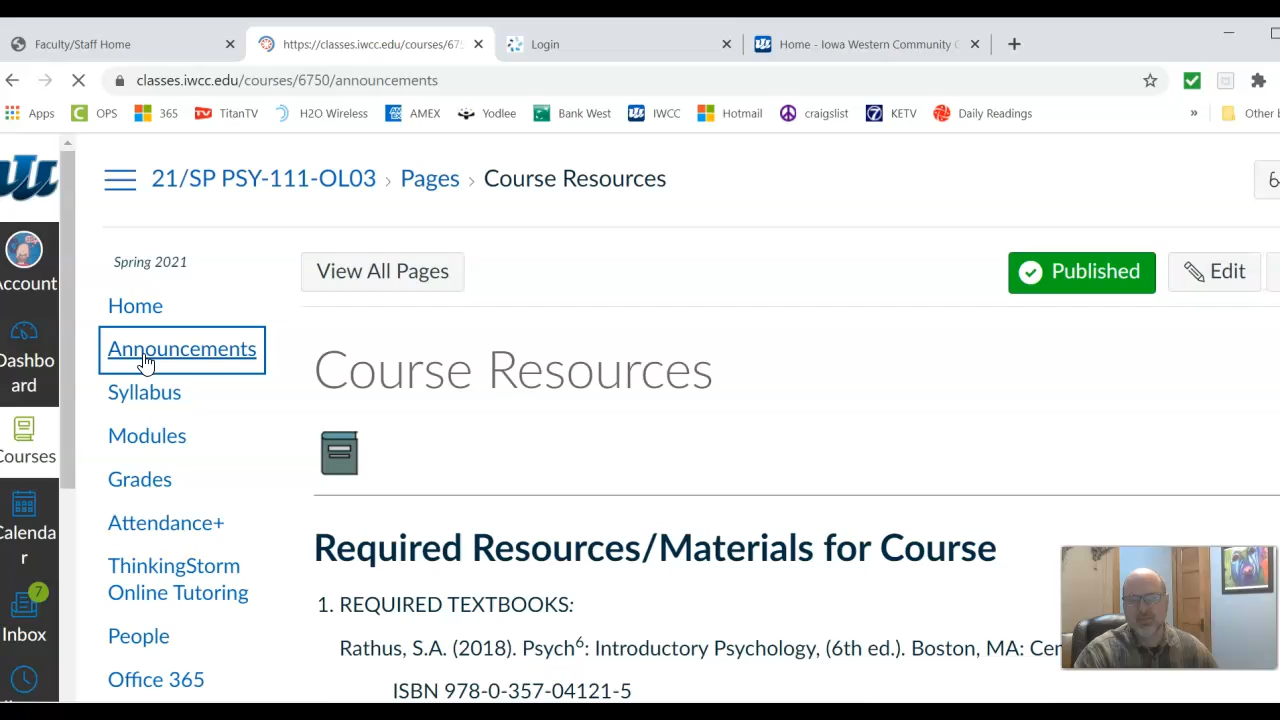 Faculty/Staff Home
https://classes.iwcc.edu/courses/675
Login
Home - Iowa Western Community C
classes.iwcc.edu/courses/6750/announcements
Apps OPS 365 TitanTV H2O Wireless AMEX Yodlee Bank West IWCC Hotmail craigslist KETV Daily Readings » Other b
21/SP PSY-111-OL03 › Pages › Course Resources
Account
Dashbo
ard
Courses
Calenda
r
7
Inbox
Spring 2021
Home
Announcements
Syllabus
Modules
Grades
Attendance+
ThinkingStorm
Online Tutoring
People
Office 365
View All Pages
Published
Edit
Course Resources
Required Resources/Materials for Course
1. REQUIRED TEXTBOOKS:
Rathus, S.A. (2018). Psych⁶: Introductory Psychology, (6th ed.). Boston, MA: Cen
ISBN 978-0-357-04121-5